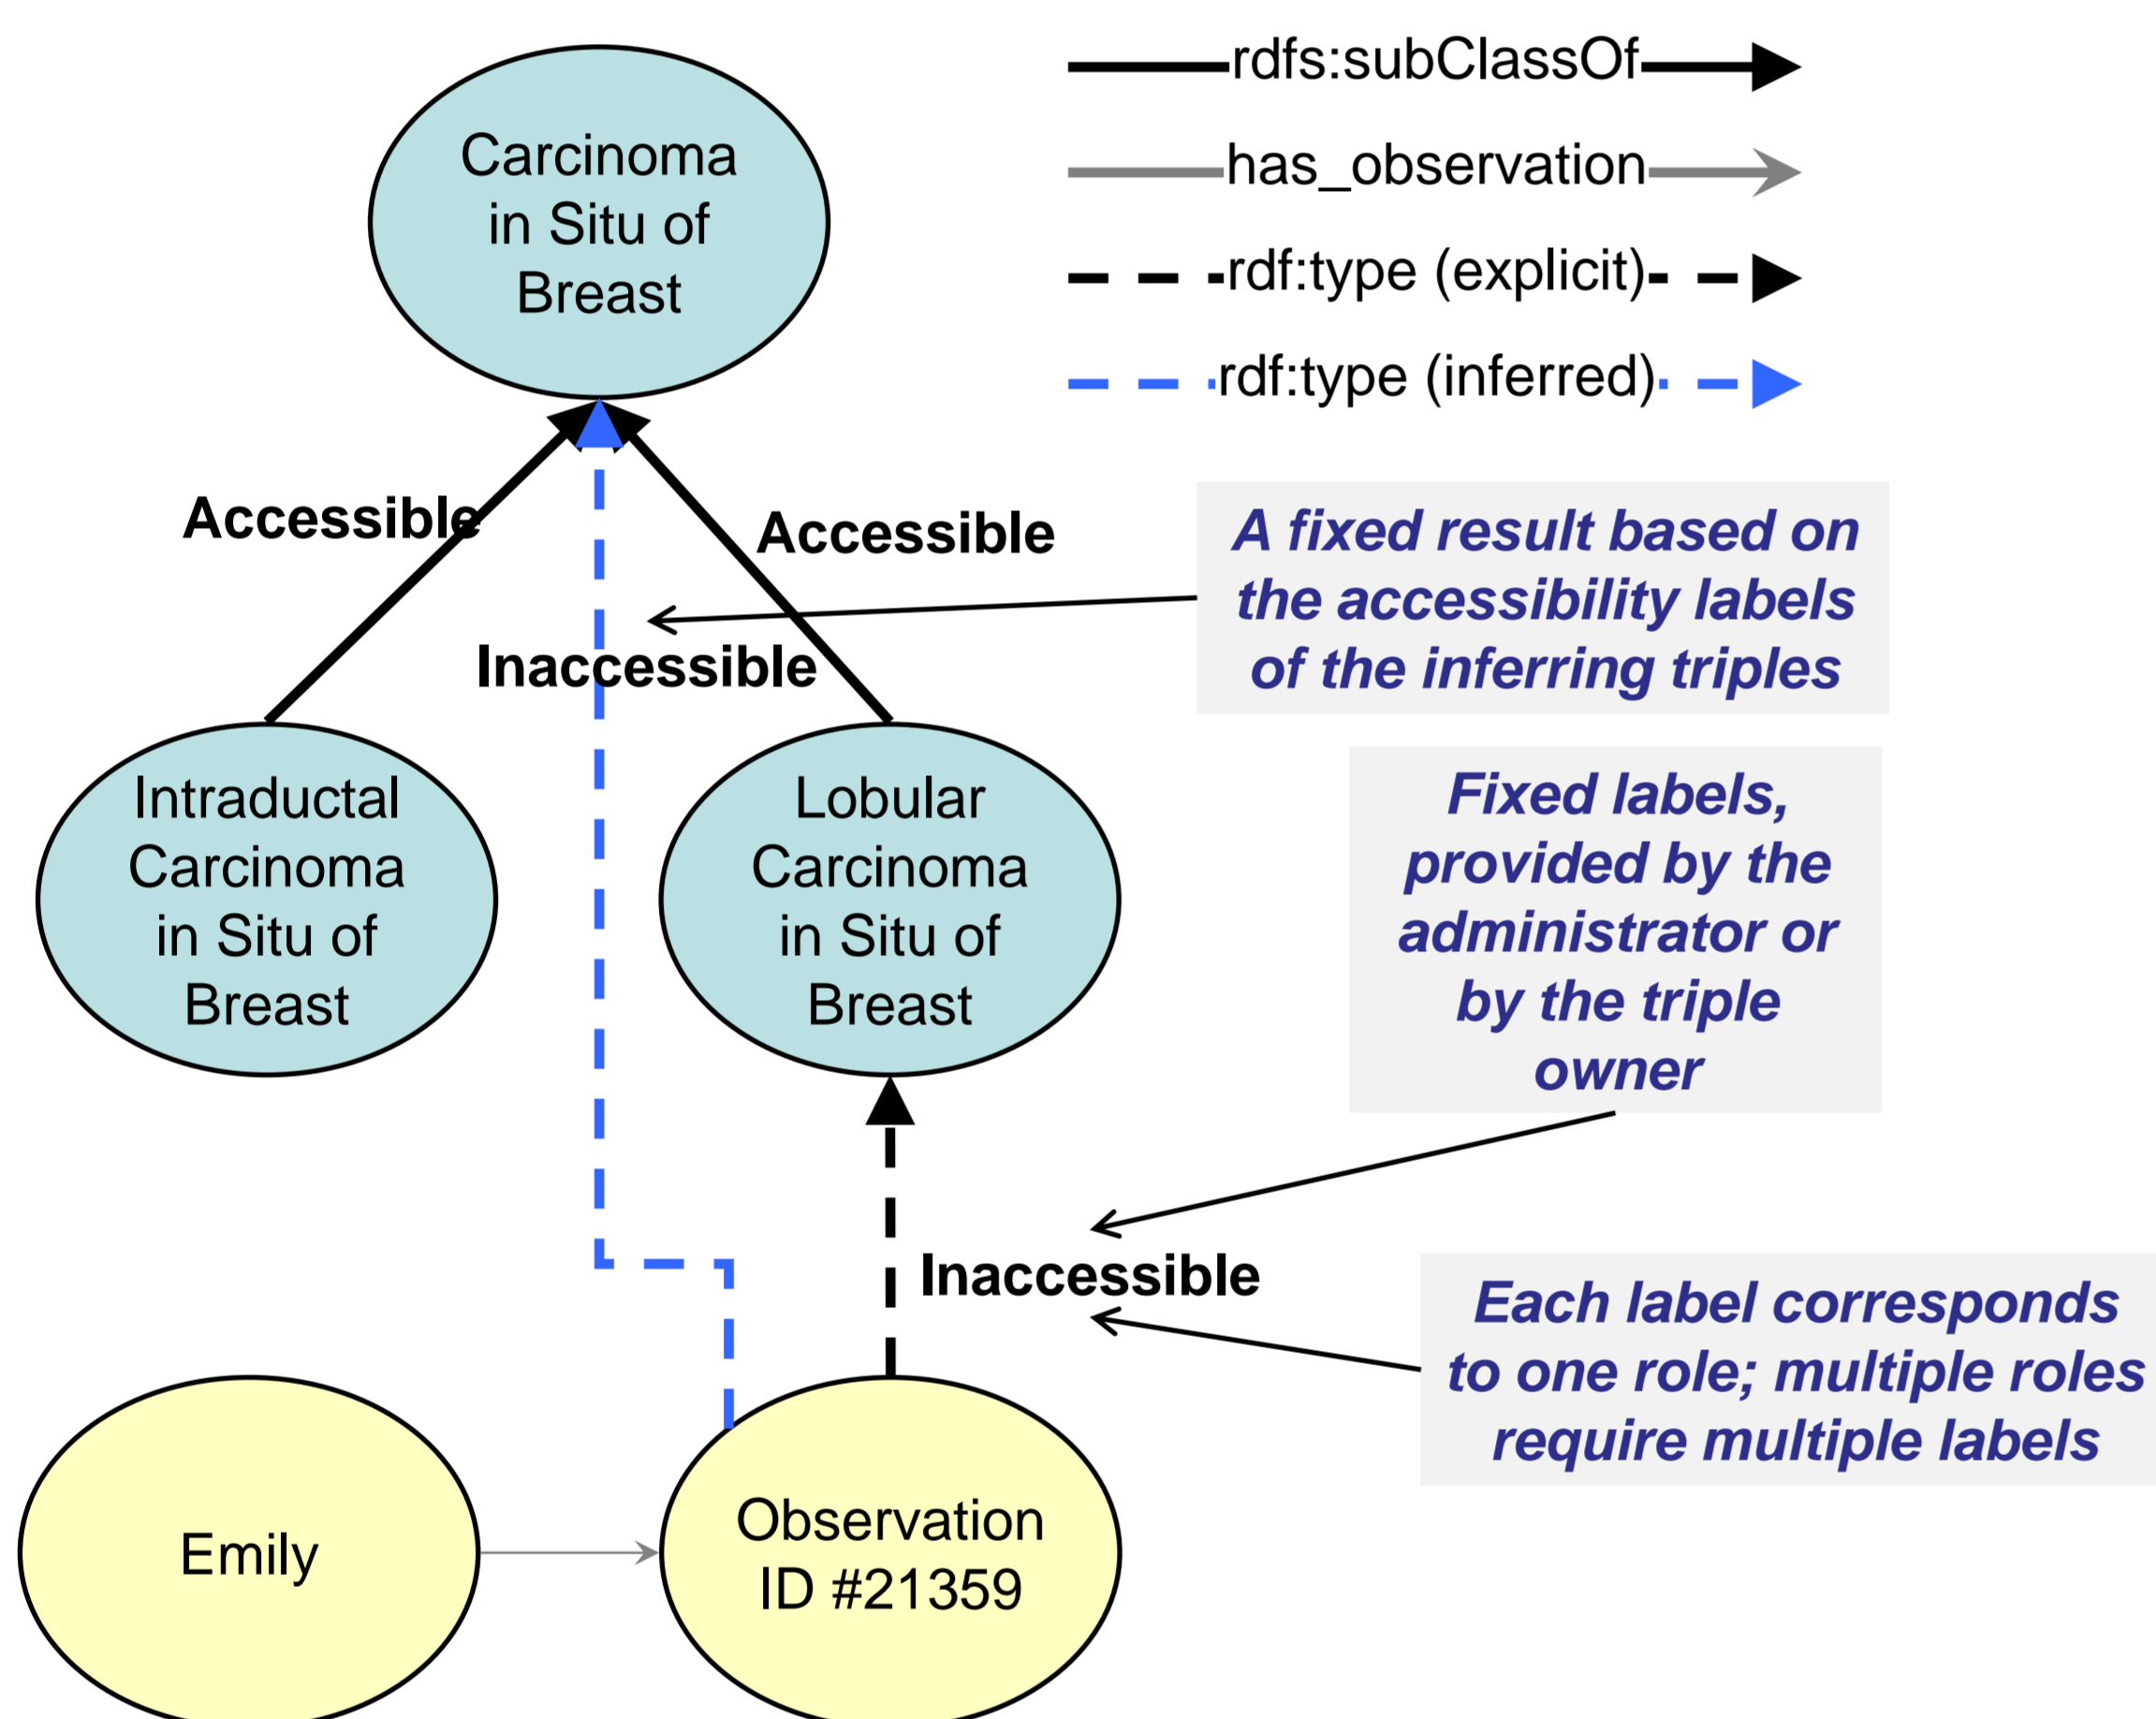 Carcinoma
in Situ of
Breast
rdfs:subClassOf
has_observation
rdf:type (explicit)
rdf:type (inferred)
Accessible
Accessible
Inaccessible
A fixed result based on
the accessibility labels
of the inferring triples
Intraductal
Carcinoma
in Situ of
Breast
Lobular
Carcinoma
in Situ of
Breast
Fixed labels,
provided by the
administrator or
by the triple
owner
Inaccessible
Each label corresponds
to one role; multiple roles
require multiple labels
Emily
Observation
ID #21359